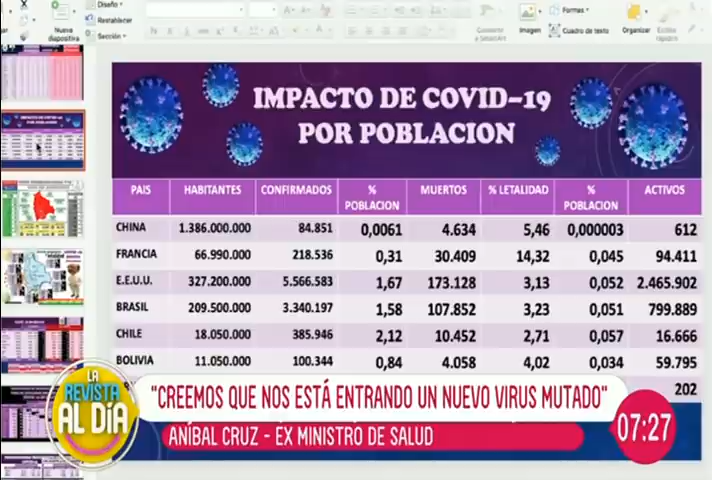 Diseño
Restablecer
Nueva
diapositiva
Sección
Formas
Imagen
Cuadro de texto
Organizar
IMPACTO DE COVID-19
POR POBLACION
PAIS HABITANTES CONFIRMADOS % POBLACION MUERTOS % LETALIDAD % POBLACION ACTIVOS
CHINA 1.386.000.000 84.851 0,0061 4.634 5,46 0,000003 612
FRANCIA 66.990.000 218.536 0,31 30.409 14,32 0,045 94.411
E.E.U.U. 327.200.000 5.566.583 1,67 173.128 3,13 0,052 2.465.902
BRASIL 209.500.000 3.340.197 1,58 107.852 3,23 0,051 799.889
CHILE 18.050.000 385.946 2,12 10.452 2,71 0,057 16.666
BOLIVIA 11.050.000 100.344 0,84 4.058 4,02 0,034 59.795
202
LA
REVISTA
AL DÍA
"CREEMOS QUE NOS ESTÁ ENTRANDO UN NUEVO VIRUS MUTADO"
ANÍBAL CRUZ - EX MINISTRO DE SALUD
07:27